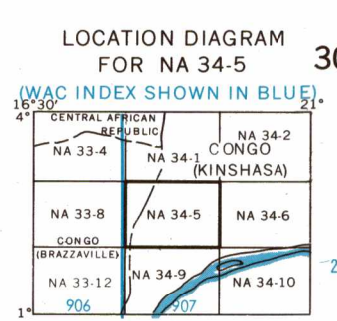 LOCATION DIAGRAM
FOR NA 34-5
30
(WAC INDEX SHOWN IN BLUE)
16°30'
21°
4°
CENTRAL AFRICAN
REPUBLIC
NA 33-4
NA 34-1
NA 34-2
CONGO
(KINSHASA)
NA 33-8
NA 34-5
NA 34-6
CONGO
(BRAZZAVILLE)
NA 33-12
NA 34-9
NA 34-10
2
1°
906
907